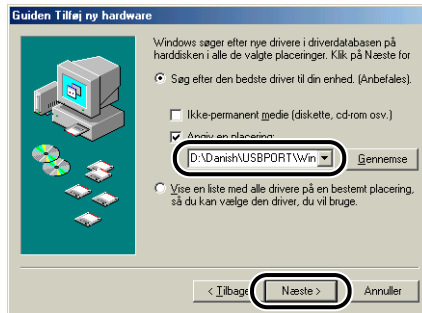 Guiden Tilføj ny hardware
Windows søger efter nye drivere i driverdatabasen på
harddisken i alle de valgte placeringer. Klik på Næste for
Søg efter den bedste driver til din enhed. (Anbefales).
Ikke-permanent medie (diskette, cd-rom osv.)
Angiv en placering:
D:\Danish\USBPORT\Win
Gennemse
Vise en liste med alle drivere på en bestemt placering,
så du kan vælge den driver, du vil bruge.
< Tilbage
Næste >
Annuller